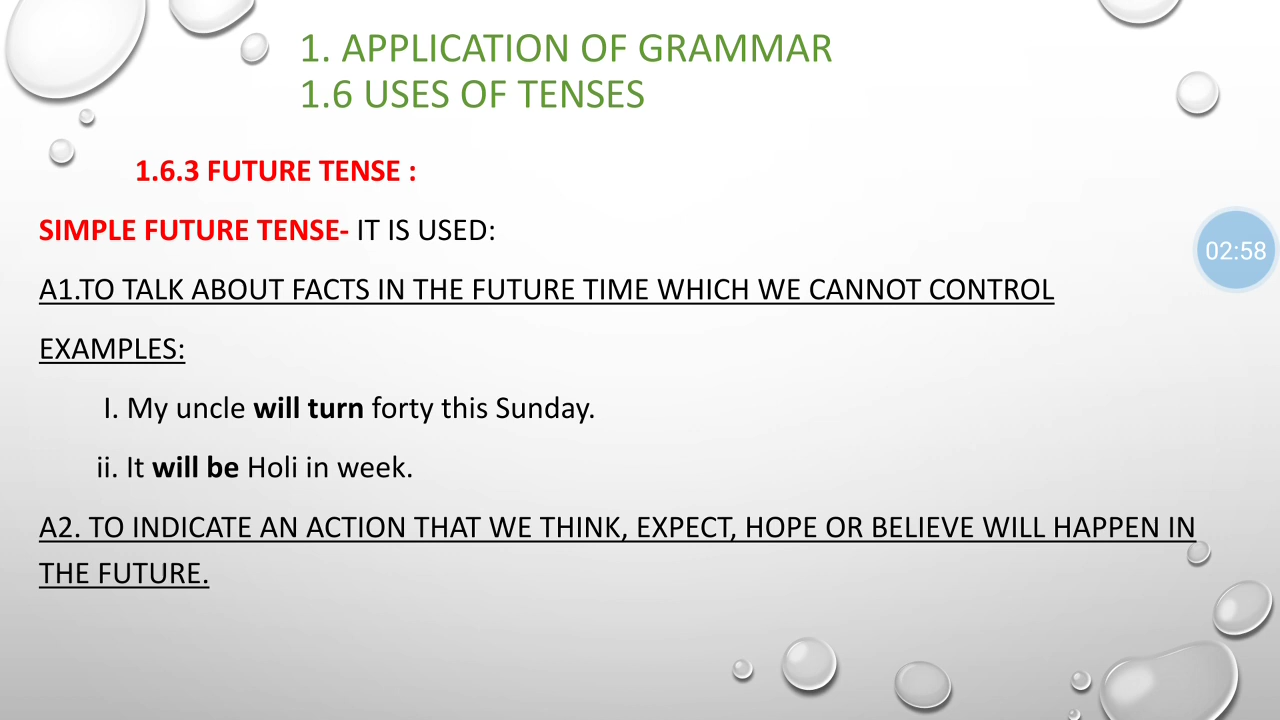 1. APPLICATION OF GRAMMAR
1.6 USES OF TENSES
1.6.3 FUTURE TENSE :
SIMPLE FUTURE TENSE- IT IS USED:
02:58
A1.TO TALK ABOUT FACTS IN THE FUTURE TIME WHICH WE CANNOT CONTROL
EXAMPLES:
I. My uncle will turn forty this Sunday.
ii. It will be Holi in week.
A2. TO INDICATE AN ACTION THAT WE THINK, EXPECT, HOPE OR BELIEVE WILL HAPPEN IN
THE FUTURE.